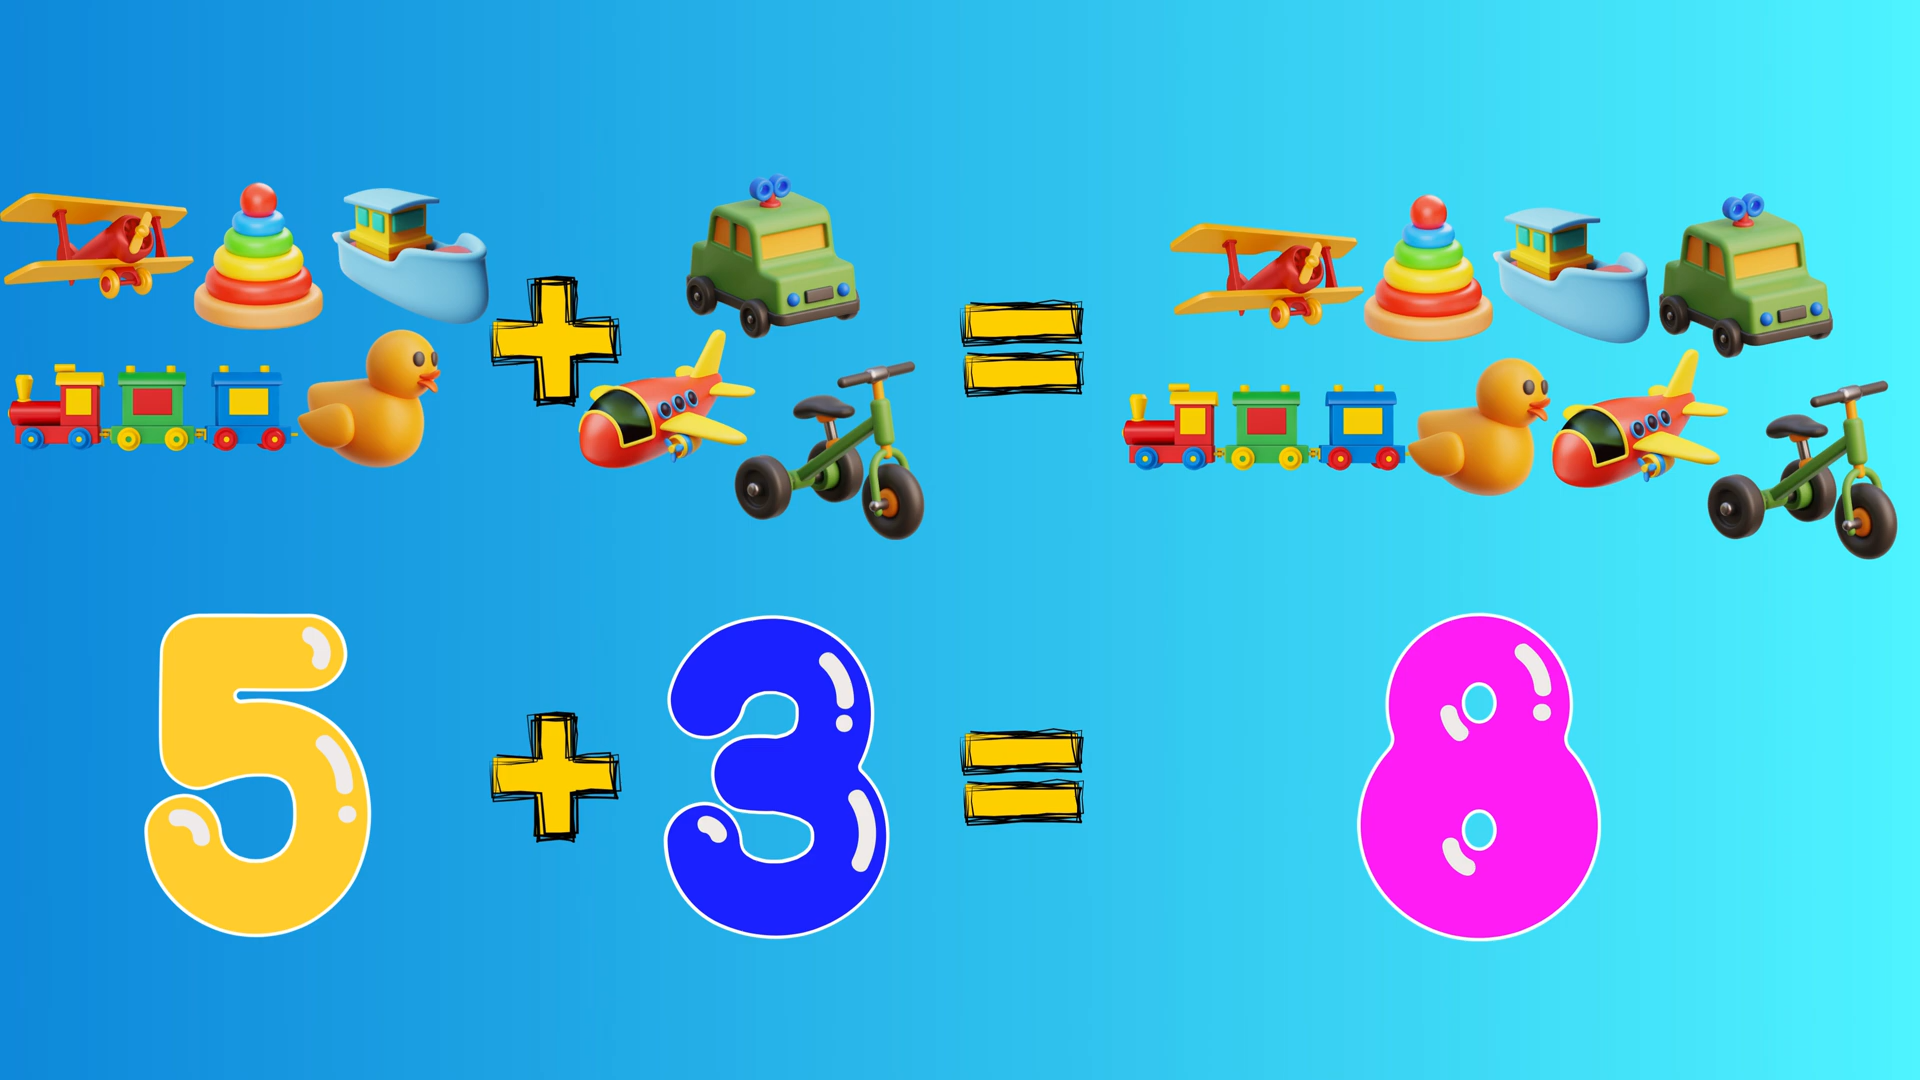 + =
5 + 3 = 8